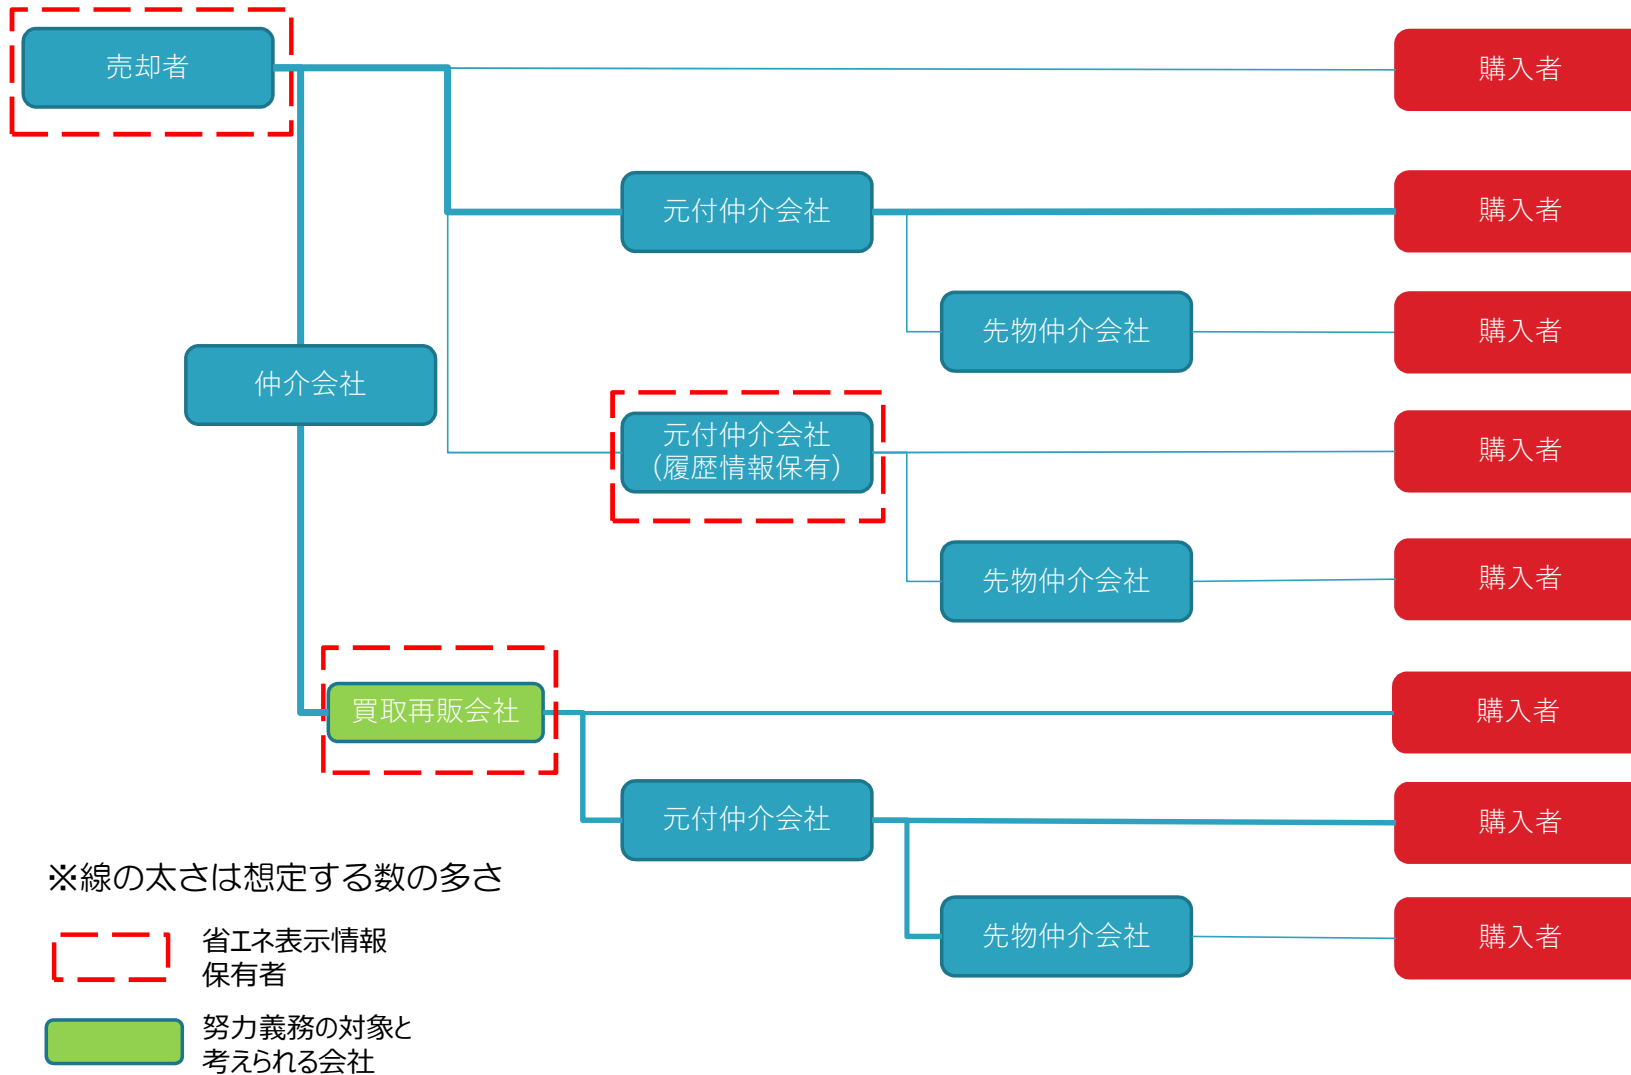 売却者
購入者
元付仲介会社
購入者
先物仲介会社
購入者
仲介会社
元付仲介会社
(履歴情報保有)
購入者
先物仲介会社
購入者
買取再販会社
購入者
元付仲介会社
購入者
先物仲介会社
購入者
※線の太さは想定する数の多さ
省エネ表示情報
保有者
努力義務の対象と
考えられる会社